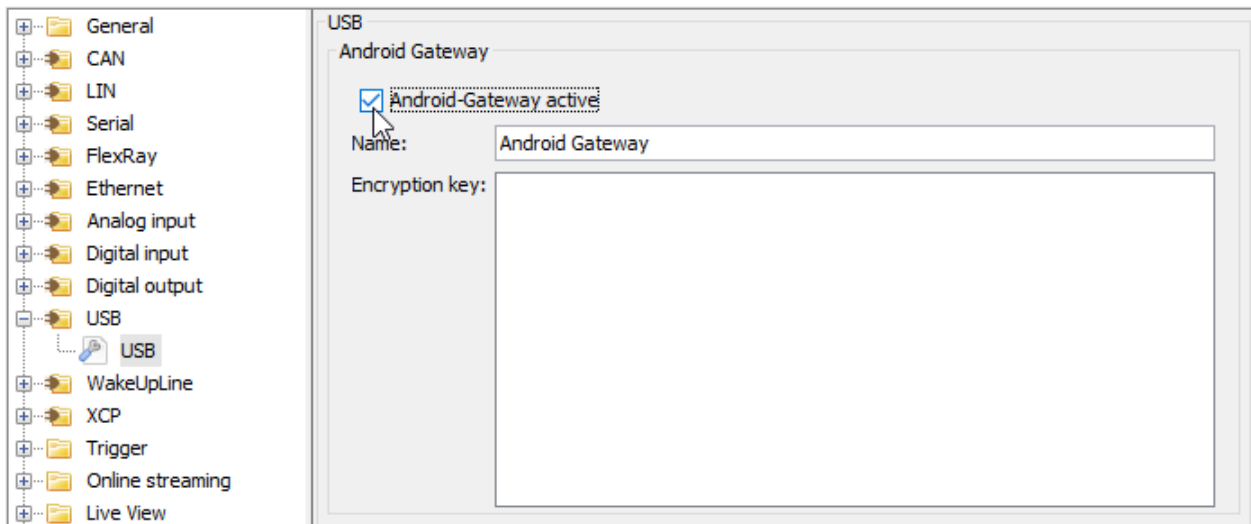 General
CAN
LIN
Serial
FlexRay
Ethernet
Analog input
Digital input
Digital output
USB
USB
WakeUpLine
XCP
Trigger
Online streaming
Live View
USB
Android Gateway
Android-Gateway active
Name: Android Gateway
Encryption key: